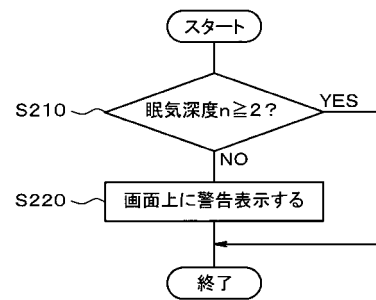 スタート
S210
眠気深度n≧2?
YES
NO
S220
画面上に警告表示する
終了